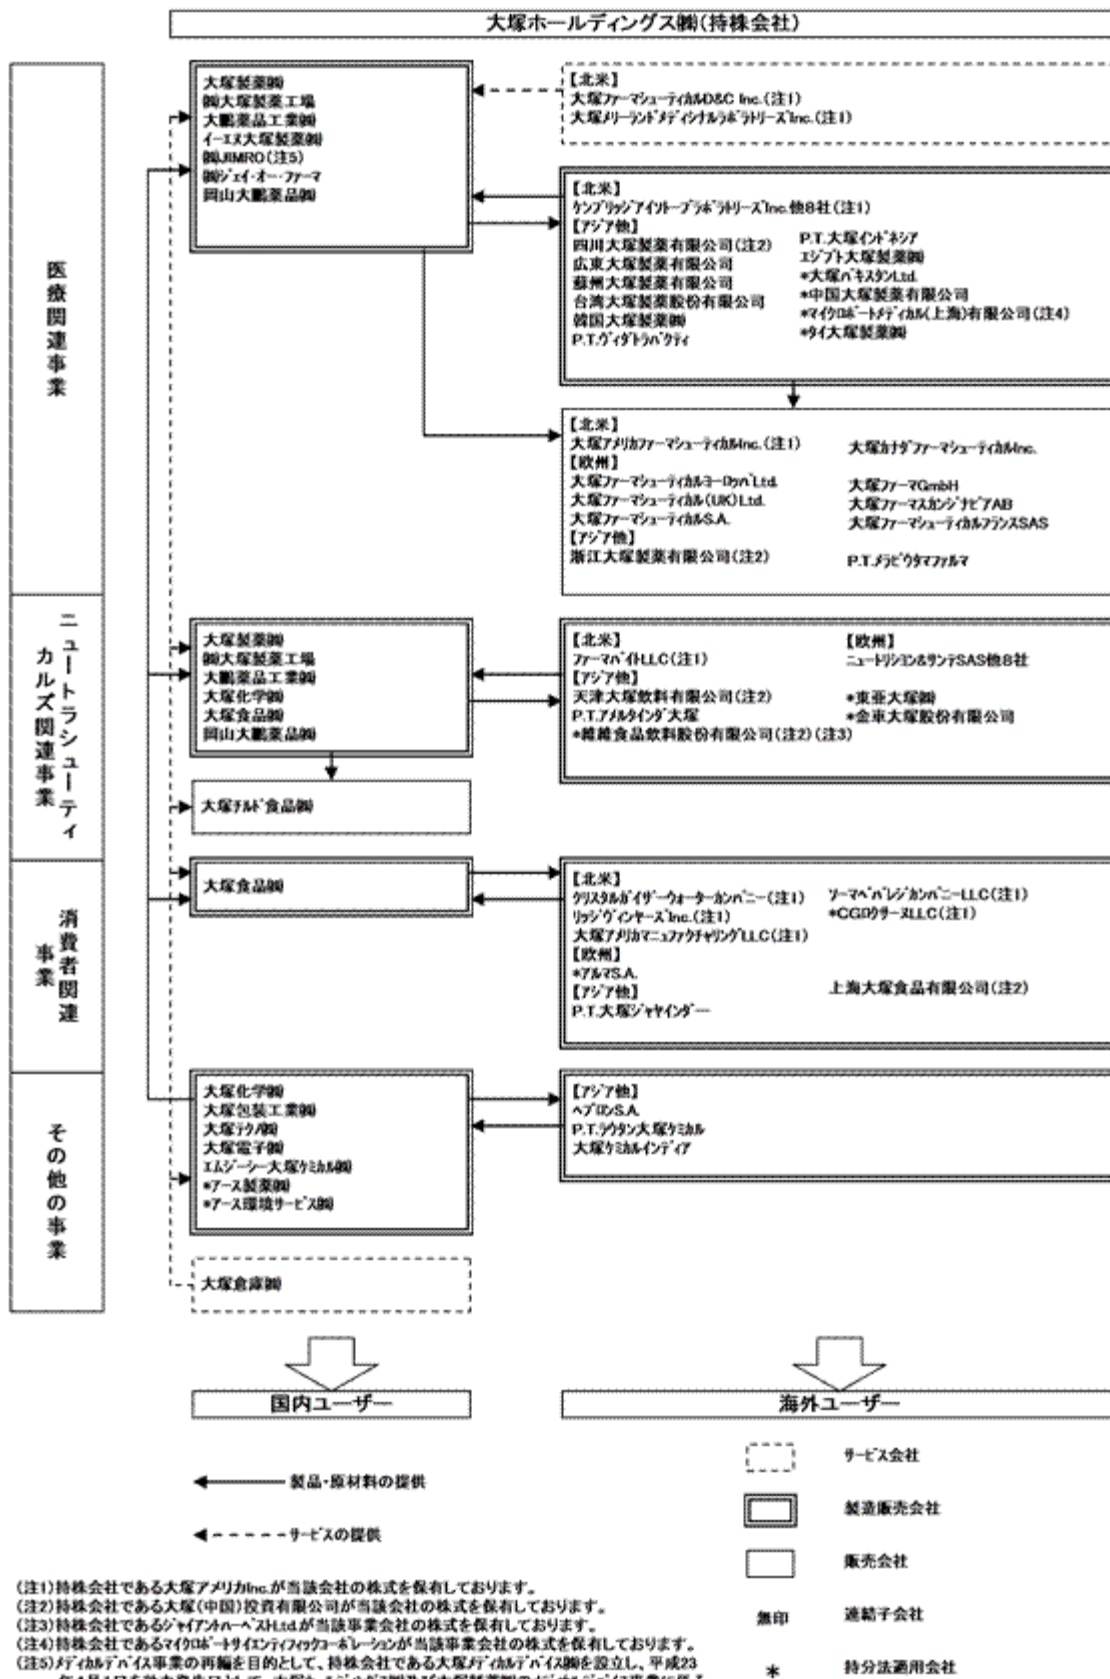 大塚ホールディングス㈱(持株会社)
医療関連事業
大塚製薬㈱
㈱大塚製薬工場
大鵬薬品工業㈱
イーエヌ大塚製薬㈱
㈱JIMRO(注5)
㈱ジェイ・オー・ファーマ
岡山大鵬薬品㈱
【北米】
大塚ファーマシューティカルD&C Inc.(注1)
大塚メリーランドメディシナルラボラトリーズInc.(注1)
【北米】
ケンブリッジアイソトープラボラトリーズInc.他8社(注1)
【アジア他】
四川大塚製薬有限公司(注2)
広東大塚製薬有限公司
蘇州大塚製薬有限公司
台湾大塚製薬股份有限公司
韓国大塚製薬㈱
P.T.ヴィダトラバクティ
P.T.大塚インドネシア
エジプト大塚製薬㈱
*大塚パキスタンLtd.
*中国大塚製薬有限公司
*マイクロポートメディカル(上海)有限公司(注4)
*タイ大塚製薬㈱
【北米】
大塚アメリカファーマシューティカルInc.(注1)
大塚カナダファーマシューティカルInc.
【欧州】
大塚ファーマシューティカルヨーロッパLtd.
大塚ファーマGmbH
大塚ファーマシューティカル(UK)Ltd.
大塚ファーマスカンジナビアAB
大塚ファーマシューティカルS.A.
大塚ファーマシューティカルフランスSAS
【アジア他】
浙江大塚製薬有限公司(注2)
P.T.メラピウタマファルマ
ニュートラシューティカルズ関連事業
大塚製薬㈱
㈱大塚製薬工場
大鵬薬品工業㈱
大塚化学㈱
大塚食品㈱
岡山大鵬薬品㈱
大塚チルド食品㈱
【北米】
ファーマバイトLLC(注1)
【欧州】
ニュートリション&サンテSAS他8社
【アジア他】
天津大塚飲料有限公司(注2)
*東亜大塚㈱
P.T.アメルタインダ大塚
*金車大塚股份有限公司
*維維食品飲料股份有限公司(注2)(注3)
消費者関連事業
大塚食品㈱
【北米】
クリスタルガイザーウォーターカンパニー(注1)
ソーマベバレジカンパニーLLC(注1)
リッジヴィンヤーズInc.(注1)
*CGロクサーヌLLC(注1)
大塚アメリカマニュファクチャリングLLC(注1)
【欧州】
*アルマS.A.
【アジア他】
上海大塚食品有限公司(注2)
P.T.大塚ジャヤインダー
その他の事業
大塚化学㈱
大塚包装工業㈱
大塚テクノ㈱
大塚電子㈱
エムジーシー大塚ケミカル㈱
*アース製薬㈱
*アース環境サービス㈱
【アジア他】
ヘブロンS.A.
P.T.ラウタン大塚ケミカル
大塚ケミカルインディア
大塚倉庫㈱
国内ユーザー
海外ユーザー
製品・原材料の提供
サービスの提供
サービス会社
製造販売会社
販売会社
無印 連結子会社
* 持分法適用会社
(注1)持株会社である大塚アメリカInc.が当該会社の株式を保有しております。
(注2)持株会社である大塚(中国)投資有限公司が当該会社の株式を保有しております。
(注3)持株会社であるジャイアントハーベストLtd.が当該事業会社の株式を保有しております。
(注4)持株会社であるマイクロポートサイエンティフィックコーポレーションが当該事業会社の株式を保有しております。
(注5)メディカルデバイス事業の再編を目的として、持株会社である大塚メディカルデバイス㈱を設立し、平成23